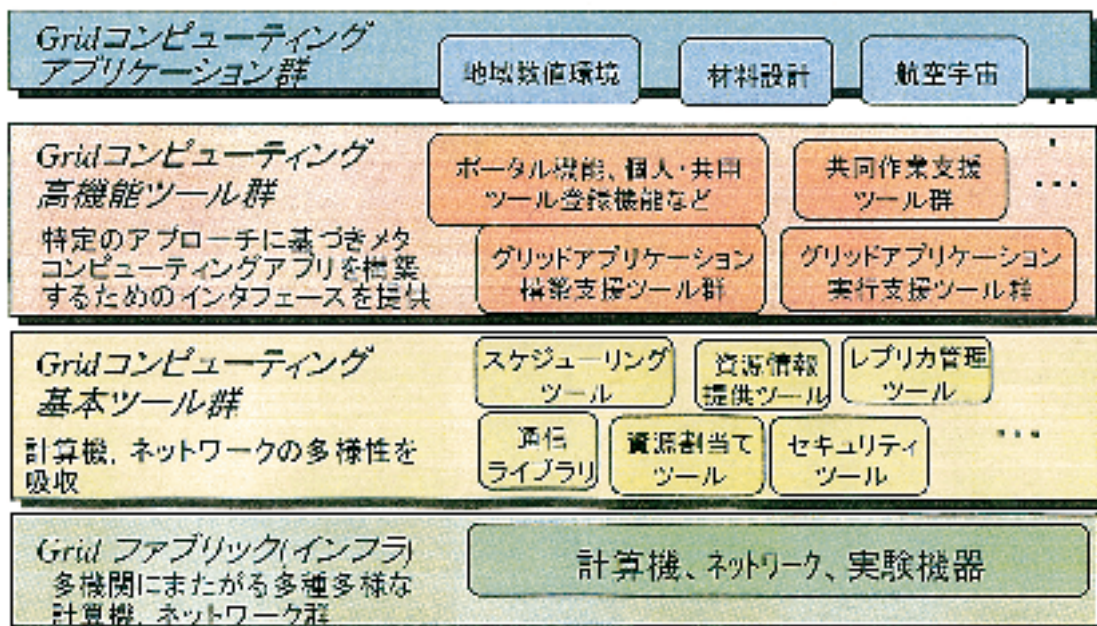 Gridコンピューティング
アプリケーション群
地域数値環境
材料設計
航空宇宙
...
Gridコンピューティング
高機能ツール群
特定のアプローチに基づきメタ
コンピューティングアプリを構築
するためのインタフェースを提供
ポータル機能、個人・共用
ツール登録機能など
共同作業支援
ツール群
...
グリッドアプリケーション
構築支援ツール群
グリッドアプリケーション
実行支援ツール群
Gridコンピューティング
基本ツール群
計算機、ネットワークの多様性を
吸収
スケジューリング
ツール
資源情報
提供ツール
レプリカ管理
ツール
通信
ライブラリ
資源割当て
ツール
セキュリティ
ツール
...
Grid ファブリック(インフラ)
多機関にまたがる多種多様な
計算機、ネットワーク群
計算機、ネットワーク、実験機器